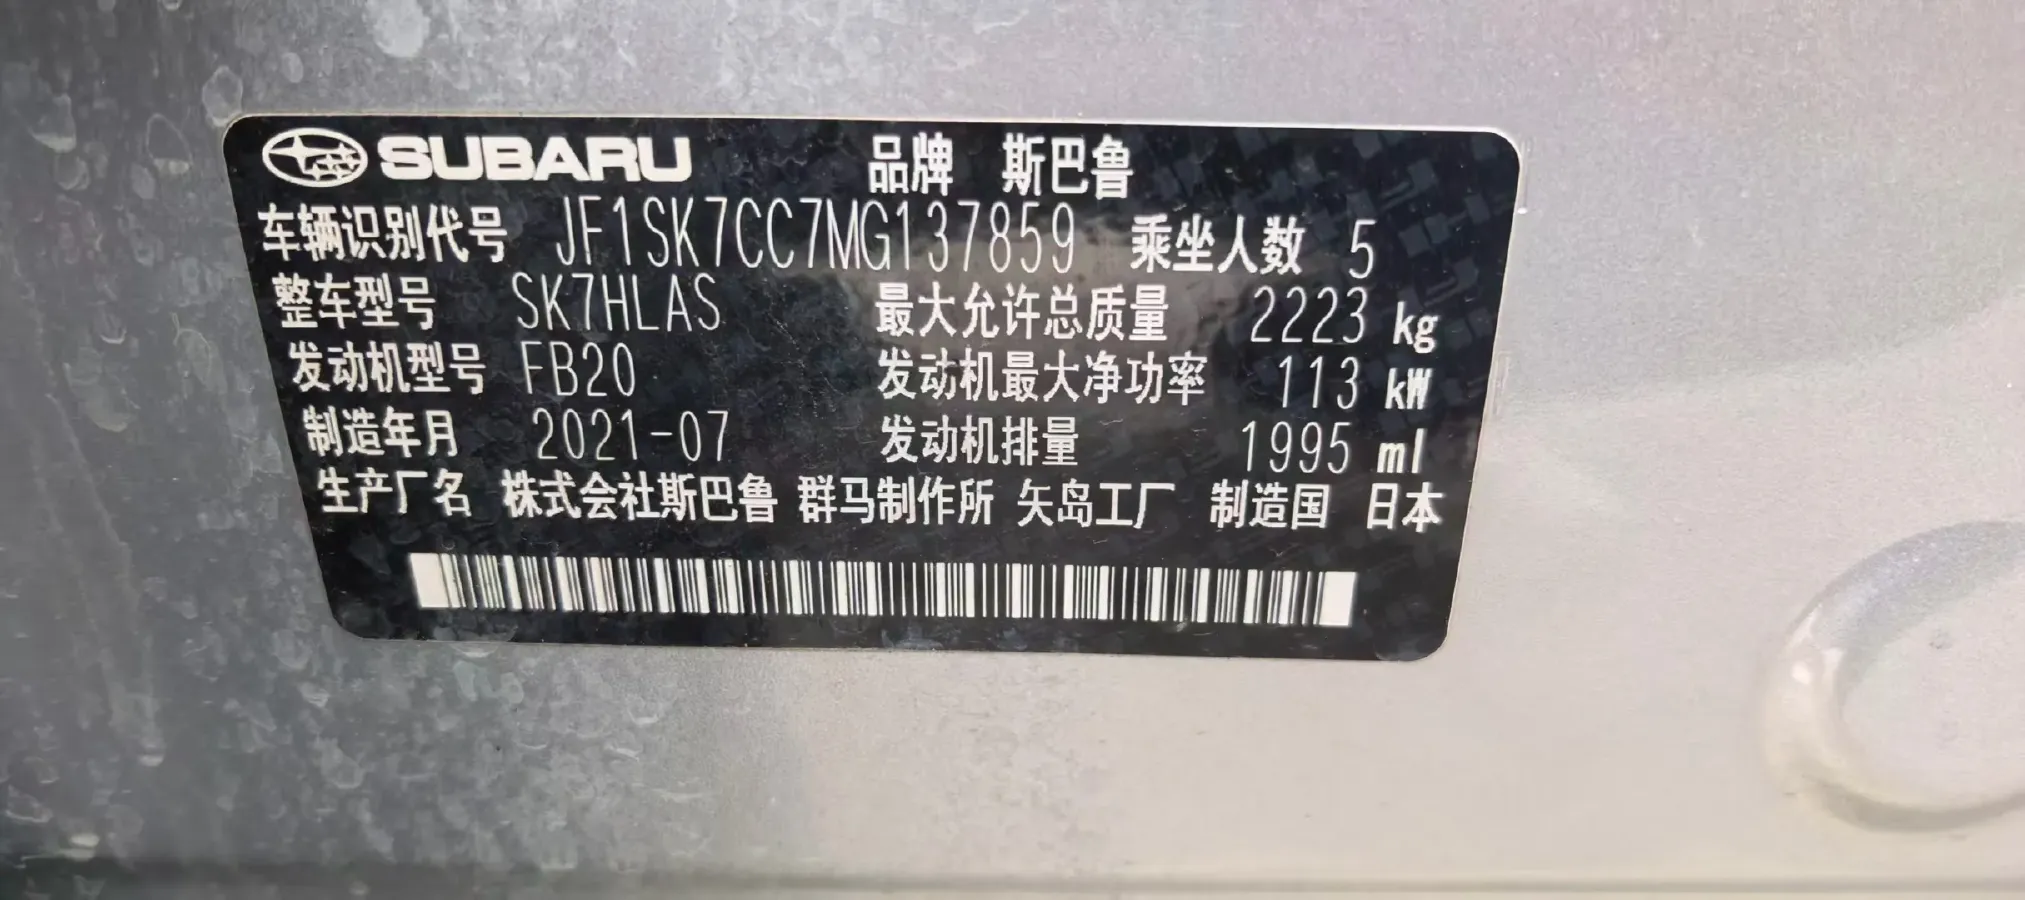 SUBARU 品牌 斯巴鲁
车辆识别代号 JF1SK7CC7MG137859 乘坐人数 5
整车型号 SK7HLAS 最大允许总质量 2223 kg
发动机型号 FB20 发动机最大净功率 113 kW
制造年月 2021-07 发动机排量 1995 ml
生产厂名 株式会社斯巴鲁 群马制作所 矢岛工厂 制造国 日本